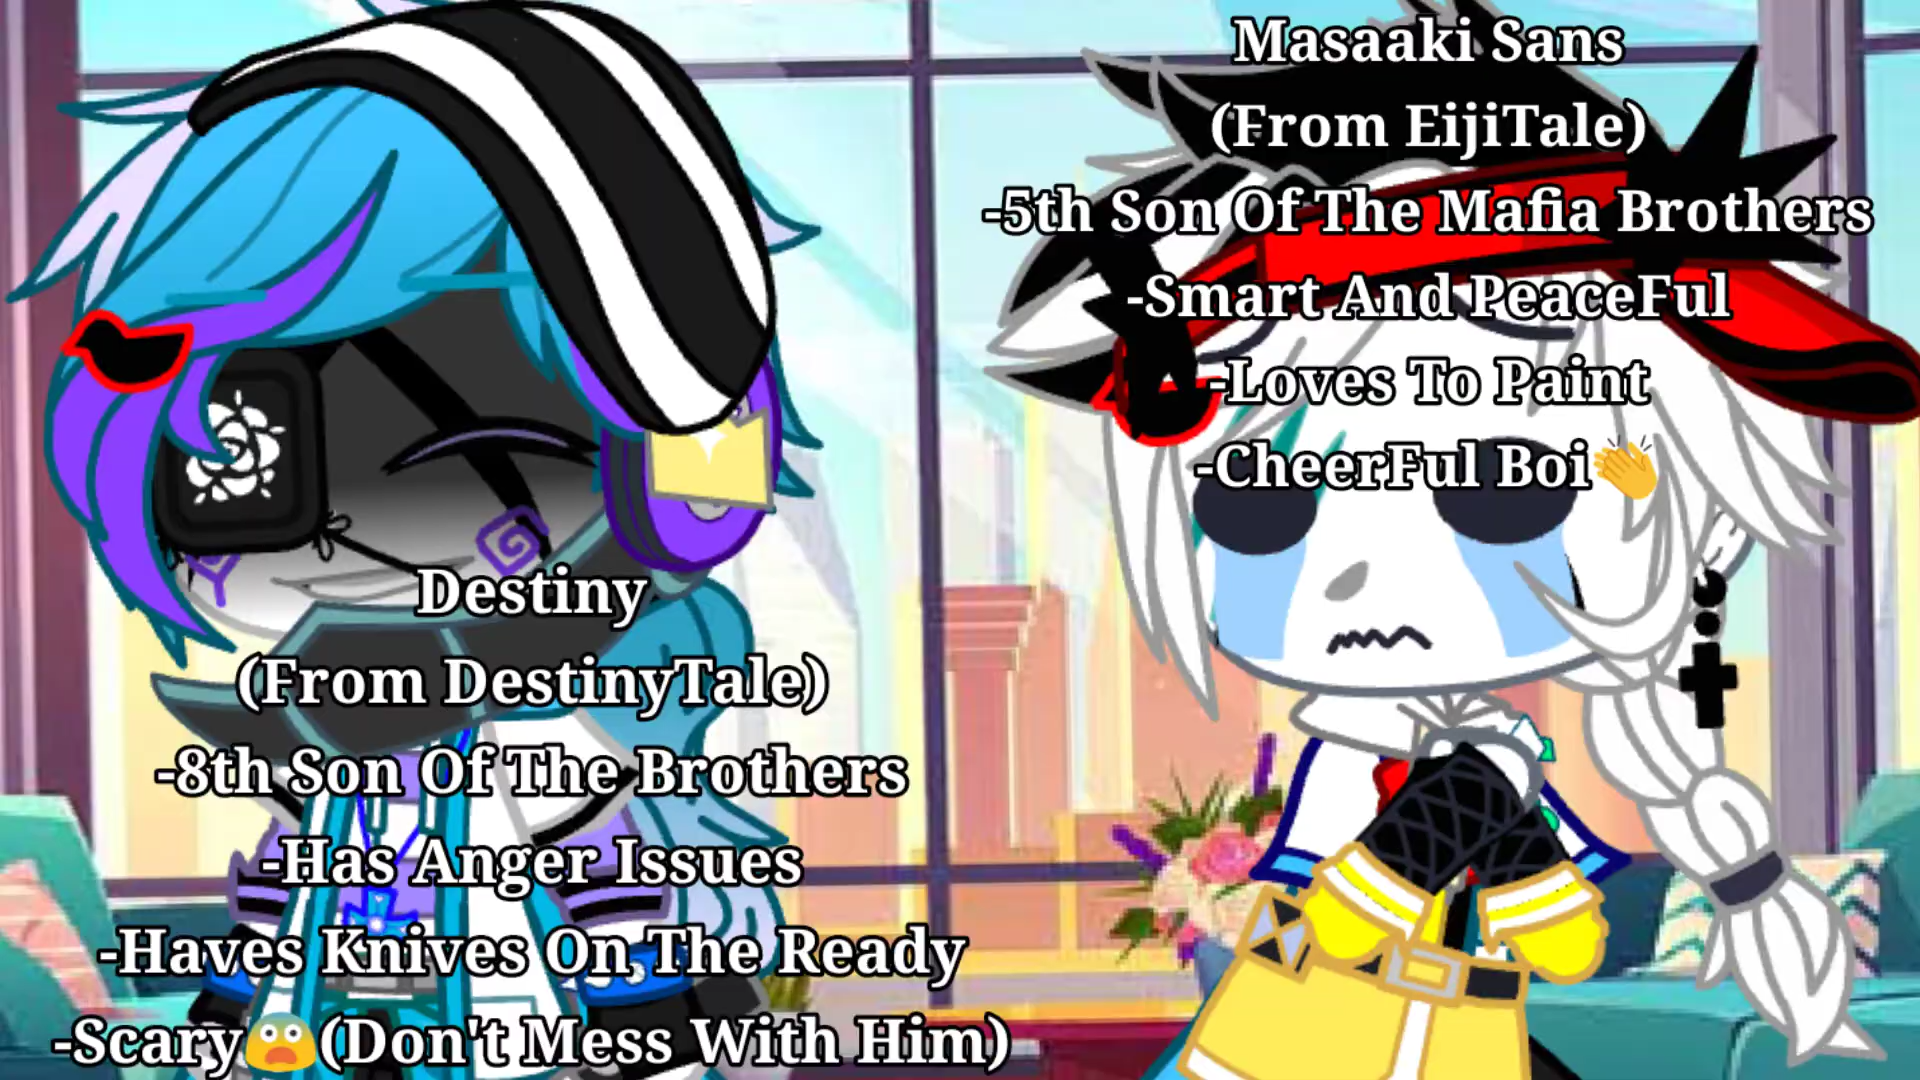 Masaaki Sans
(From EijiTale)
-5th Son Of The Mafia Brothers
-Smart And PeaceFul
-Loves To Paint
-CheerFul Boi👏
Destiny
(From DestinyTale)
-8th Son Of The Brothers
-Has Anger Issues
-Haves Knives On The Ready
-Scary😨(Don't Mess With Him)